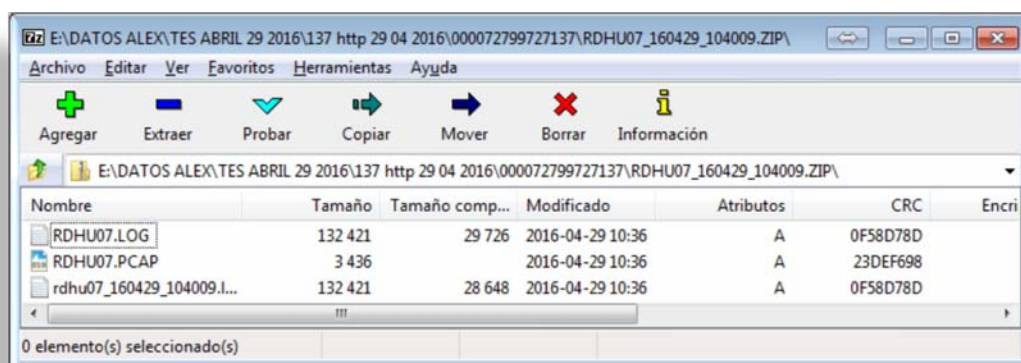 E:\DATOS ALEX\TES ABRIL 29 2016\137 http 29 04 2016\000072799727137\RDHU07_160429_104009.ZIP\
Archivo Editar Ver Favoritos Herramientas Ayuda
Agregar Extraer Probar Copiar Mover Borrar Información
E:\DATOS ALEX\TES ABRIL 29 2016\137 http 29 04 2016\000072799727137\RDHU07_160429_104009.ZIP\
Nombre Tamaño Tamaño comp... Modificado Atributos CRC Encri
RDHU07.LOG 132 421 29 726 2016-04-29 10:36 A 0F58D78D
RDHU07.PCAP 3 436 2016-04-29 10:36 A 23DEF698
rdhu07_160429_104009.l... 132 421 28 648 2016-04-29 10:36 A 0F58D78D
0 elemento(s) seleccionado(s)